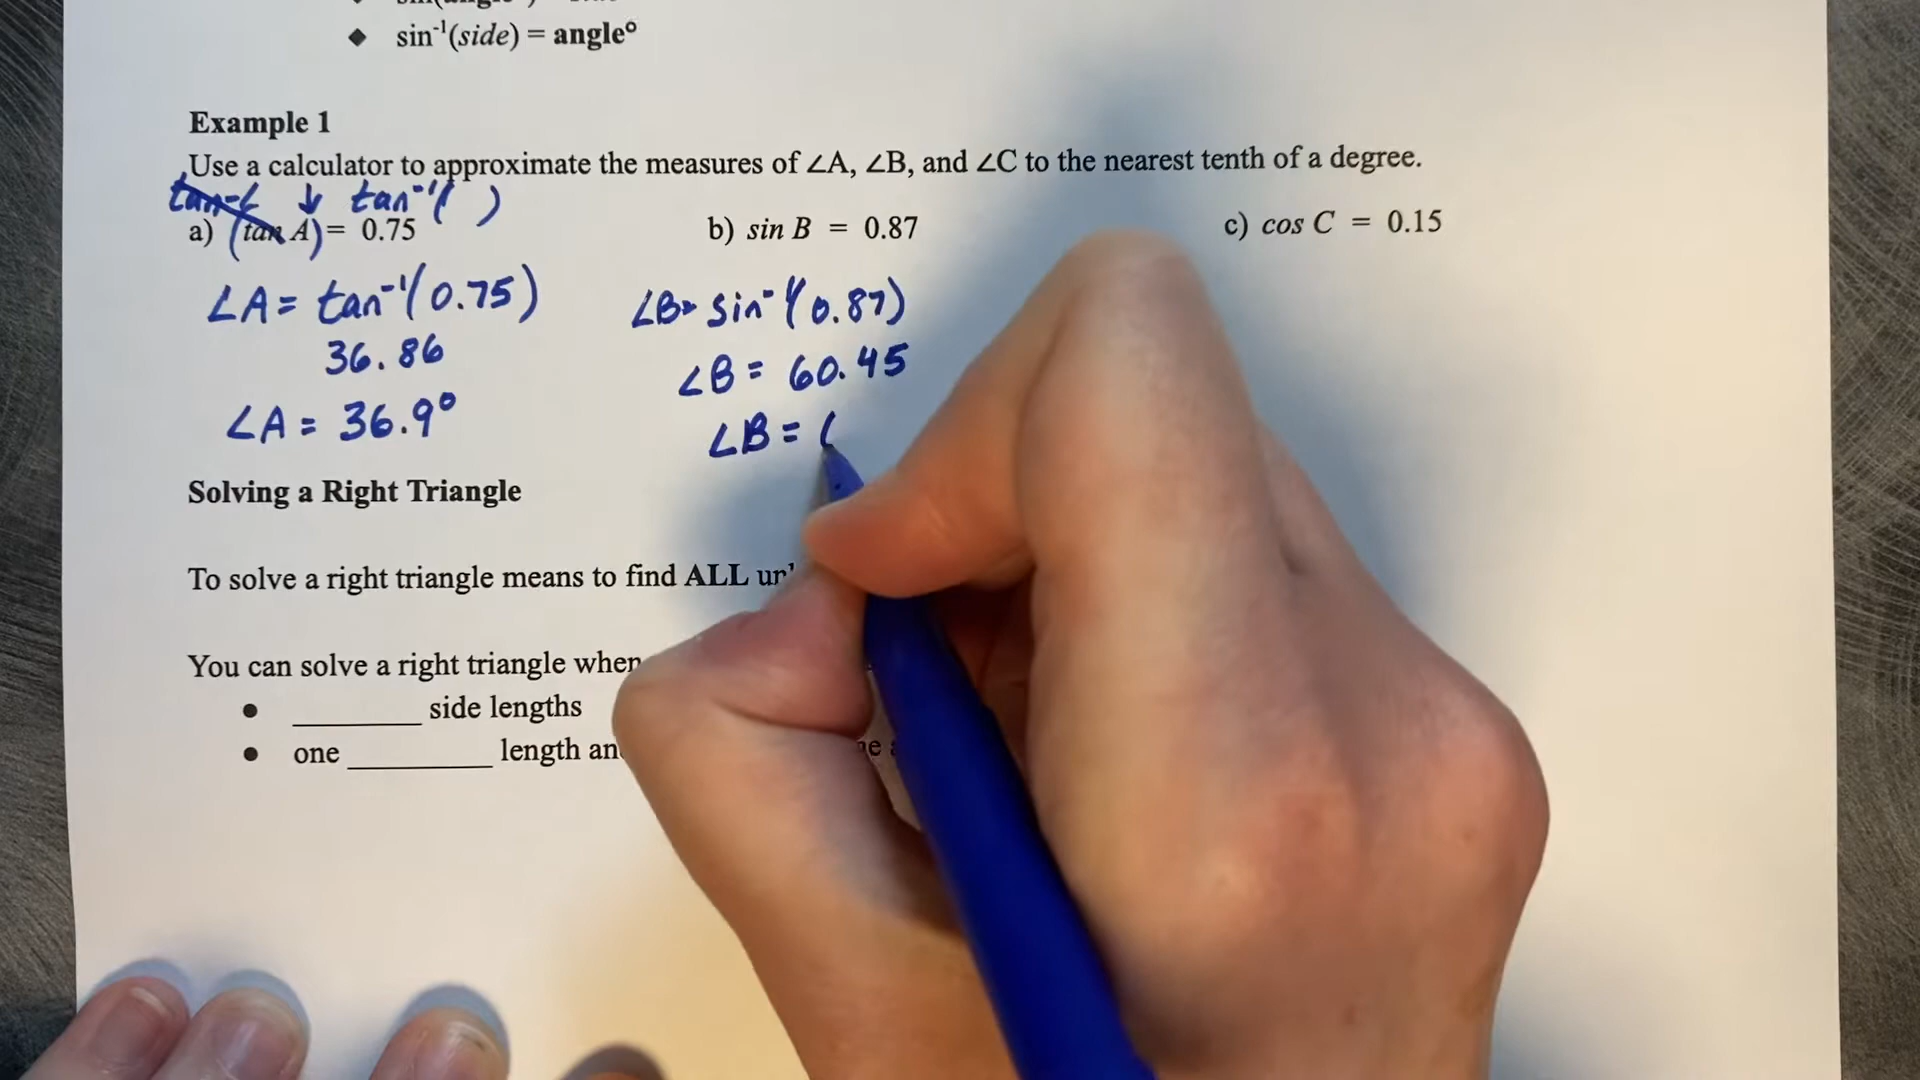 ◆ sin⁻¹(side) = angle°
Example 1
Use a calculator to approximate the measures of ∠A, ∠B, and ∠C to the nearest tenth of a degree.
↓ tan⁻¹( )
a) (tan A) = 0.75 b) sin B = 0.87 c) cos C = 0.15
∠A = tan⁻¹(0.75) ∠B = sin⁻¹(0.87)
36.86 ∠B = 60.45
∠A = 36.9° ∠B =
Solving a Right Triangle
To solve a right triangle means to find ALL
You can solve a right triangle when
● ________ side lengths
● one _________ length